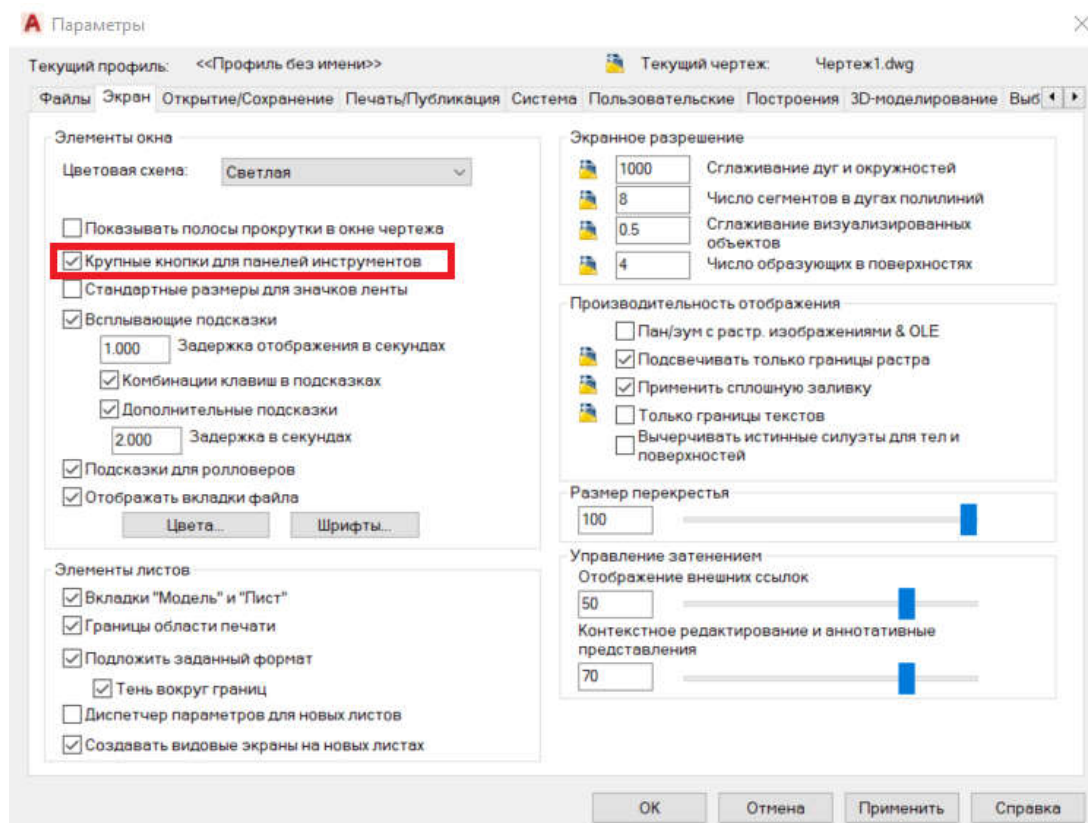 Параметры
Текущий профиль: <<Профиль без имени>> Текущий чертеж: Чертеж1.dwg
Файлы Экран Открытие/Сохранение Печать/Публикация Система Пользовательские Построения 3D-моделирование Выб
Элементы окна
Цветовая схема: Светлая
Показывать полосы прокрутки в окне чертежа
Крупные кнопки для панелей инструментов
Стандартные размеры для значков ленты
Всплывающие подсказки
1.000 Задержка отображения в секундах
Комбинации клавиш в подсказках
Дополнительные подсказки
2.000 Задержка в секундах
Подсказки для ролловеров
Отображать вкладки файла
Цвета... Шрифты...
Элементы листов
Вкладки "Модель" и "Пист"
Границы области печати
Подложить заданный формат
Тень вокруг границ
Диспетчер параметров для новых листов
Создавать видовые экраны на новых листах
Экранное разрешение
1000 Сглаживание дуг и окружностей
8 Число сегментов в дугах полилиний
0.5 Сглаживание визуализированных
объектов
4 Число образующих в поверхностях
Производительность отображения
Пан/зум с растр. изображениями & OLE
Подсвечивать только границы растра
Применить сплошную заливку
Только границы текстов
Вычерчивать истинные силуэты для тел и
поверхностей
Размер перекрестья
100
Управление затенением
Отображение внешних ссылок
50
Контекстное редактирование и аннотативные
представления
70
OK Отмена Применить Справка